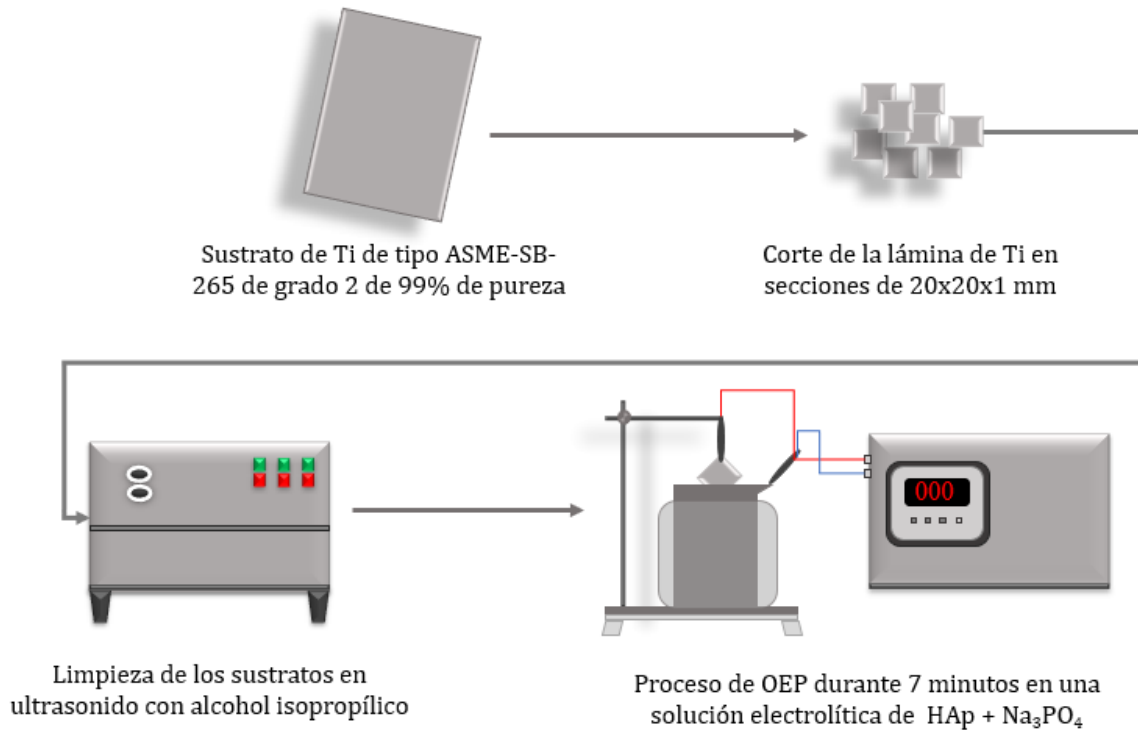 Sustrato de Ti de tipo ASME-SB-
265 de grado 2 de 99% de pureza
Corte de la lámina de Ti en
secciones de 20x20x1 mm
000
Limpieza de los sustratos en
ultrasonido con alcohol isopropílico
Proceso de OEP durante 7 minutos en una
solución electrolítica de HAp + Na₃PO₄